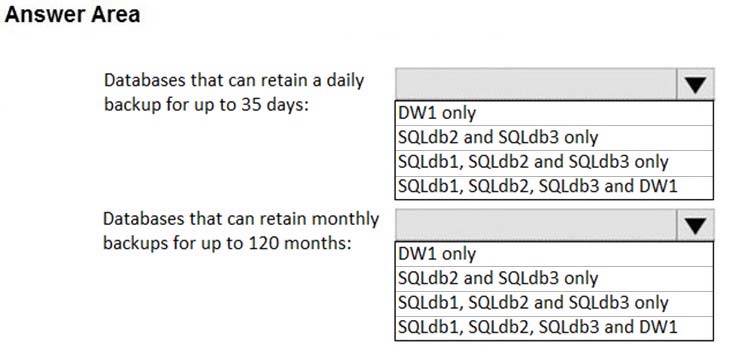 Answer Area
Databases that can retain a daily
backup for up to 35 days:
DW1 only
SQLdb2 and SQLdb3 only
SQLdb1, SQLdb2 and SQLdb3 only
SQLdb1, SQLdb2, SQLdb3 and DW1
Databases that can retain monthly
backups for up to 120 months:
DW1 only
SQLdb2 and SQLdb3 only
SQLdb1, SQLdb2 and SQLdb3 only
SQLdb1, SQLdb2, SQLdb3 and DW1